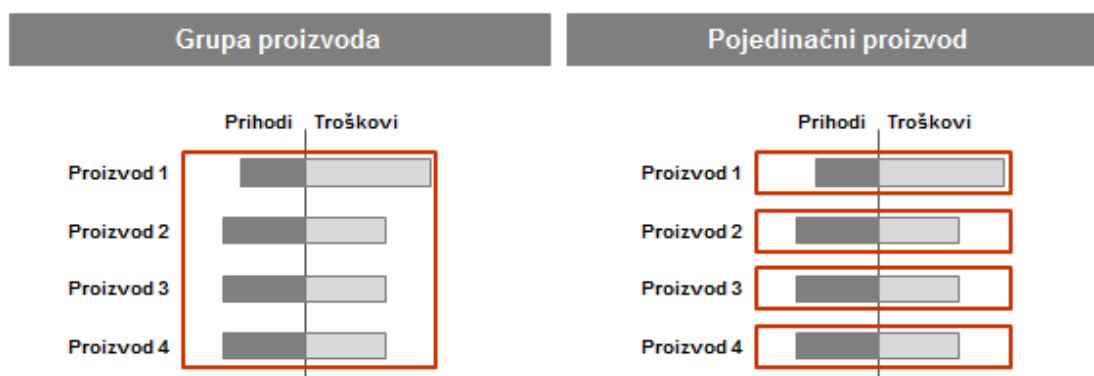 Grupa proizvoda
Prihodi Troškovi
Proizvod 1
Proizvod 2
Proizvod 3
Proizvod 4
Pojedinačni proizvod
Prihodi Troškovi
Proizvod 1
Proizvod 2
Proizvod 3
Proizvod 4